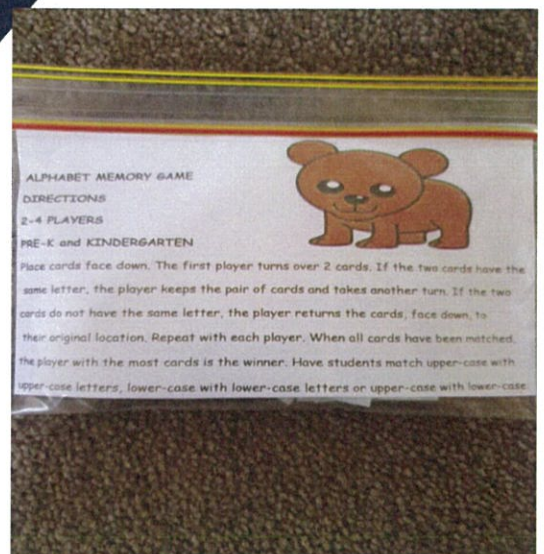 ALPHABET MEMORY GAME
DIRECTIONS
2-4 PLAYERS
PRE-K and KINDERGARTEN
Place cards face down. The first player turns over 2 cards. If the two cards have the
same letter, the player keeps the pair of cards and takes another turn. If the two
cards do not have the same letter, the player returns the cards, face down, to
their original location. Repeat with each player. When all cards have been matched,
the player with the most cards is the winner. Have students match upper-case with
upper-case letters, lower-case with lower-case letters or upper-case with lower-case